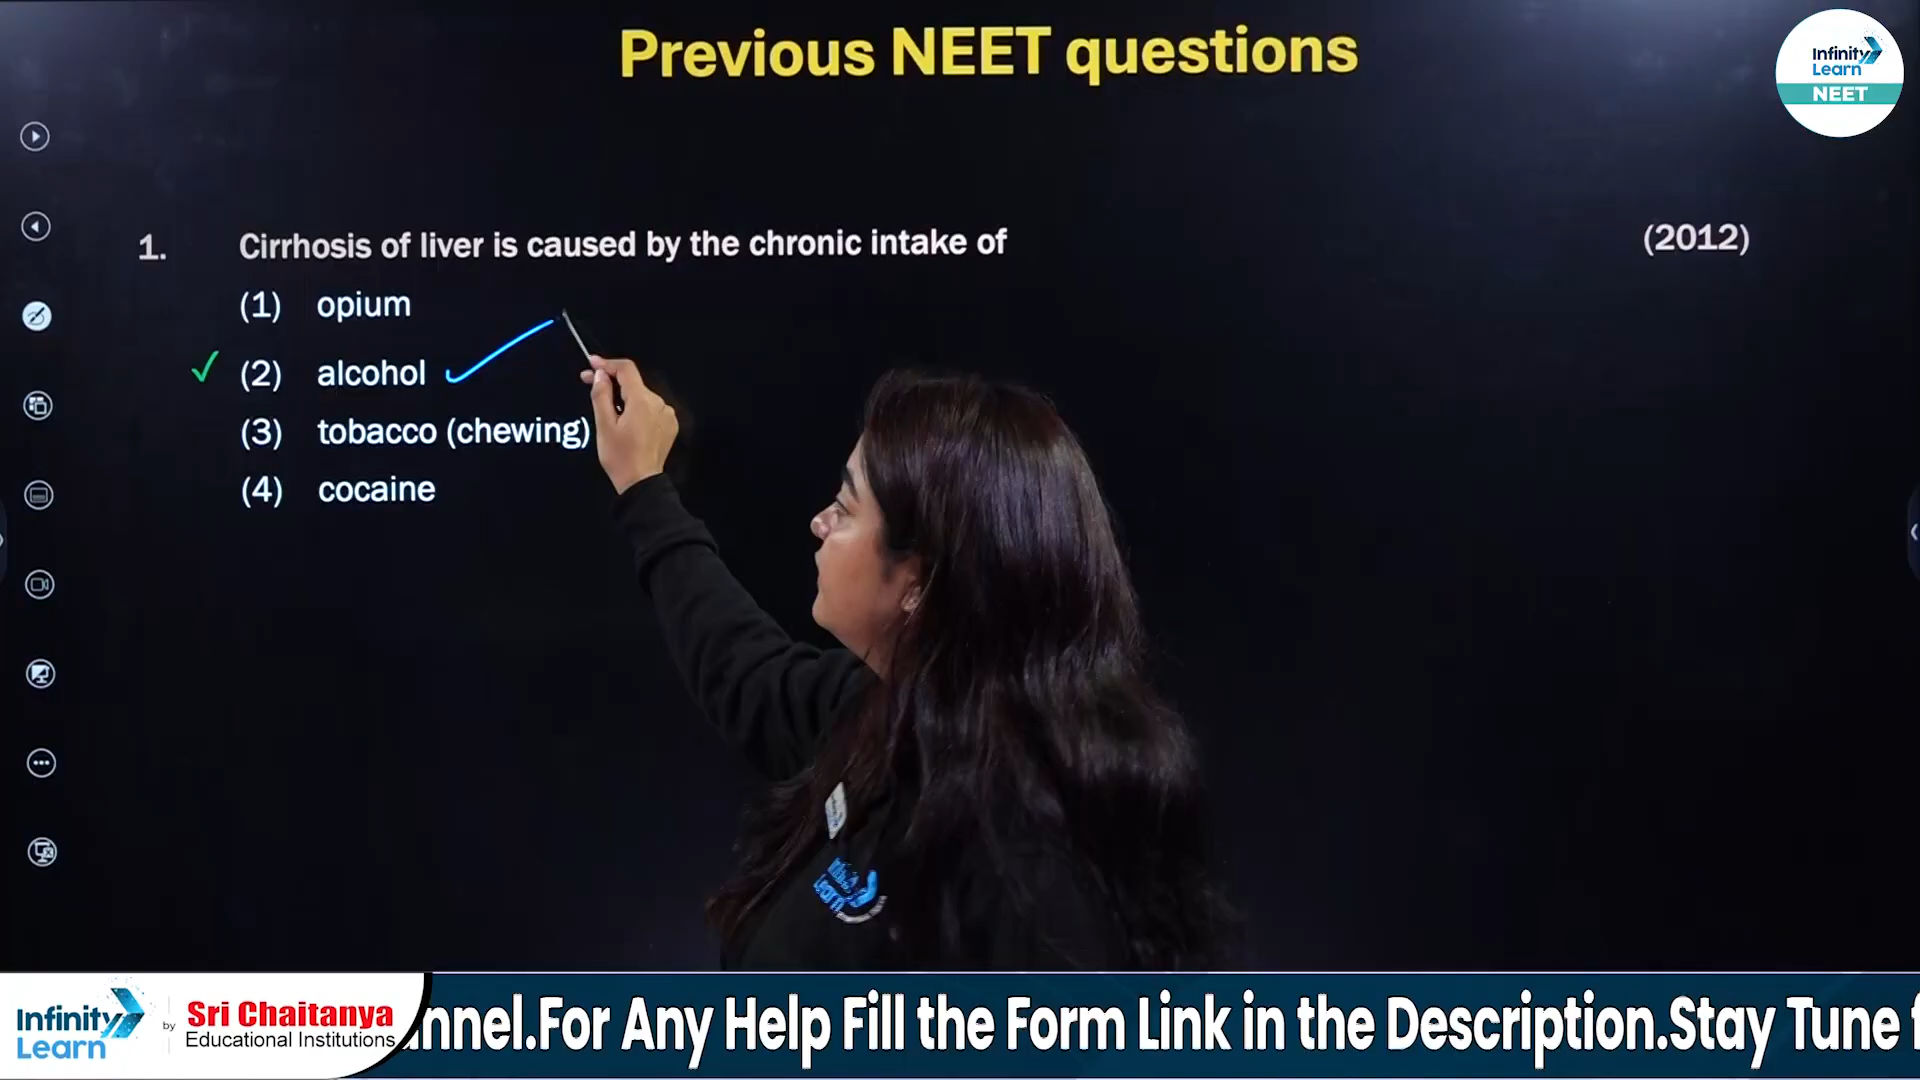 Previous NEET questions
Infinity
Learn
NEET
1. Cirrhosis of liver is caused by the chronic intake of (2012)
(1) opium
(2) alcohol
(3) tobacco (chewing)
(4) cocaine
Infinity
Learn
by
Sri Chaitanya
Educational Institutions
nnel.For Any Help Fill the Form Link in the Description.Stay Tune